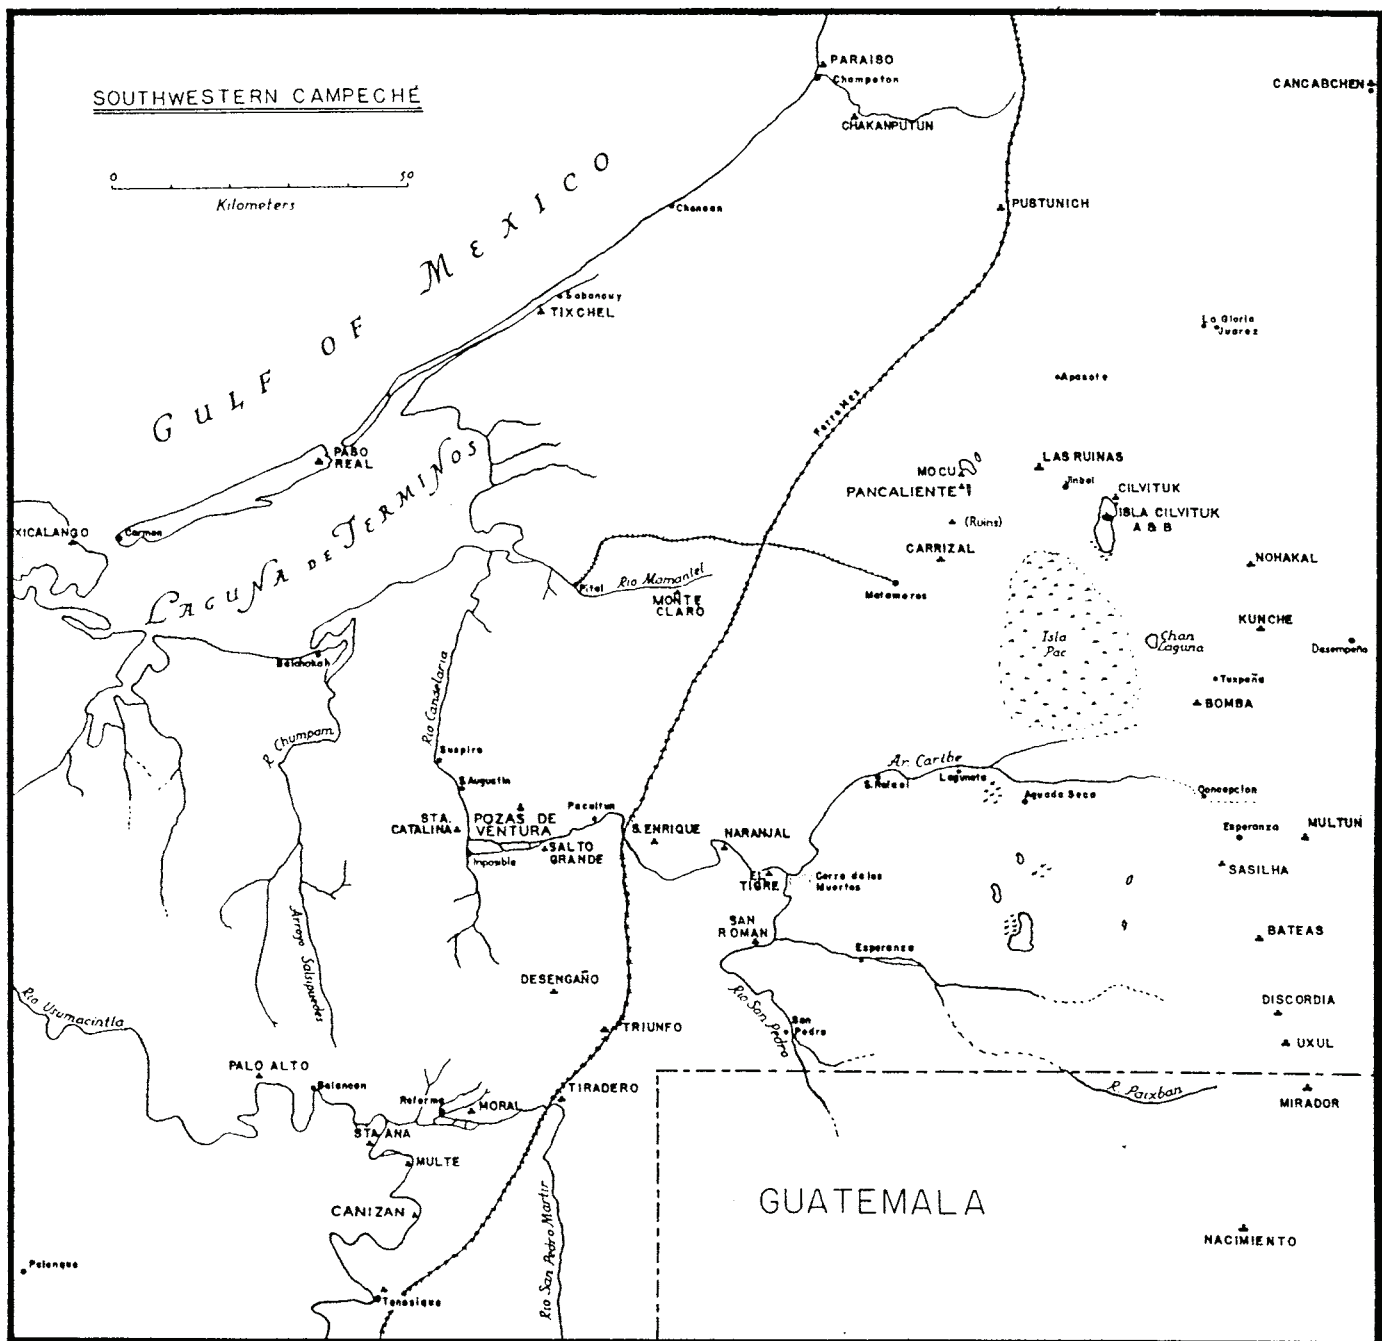 SOUTHWESTERN CAMPECHE
0 50
Kilometers
PARAISO
Champoton
CHAKANPUTUN
CANCABCHEN
GULF OF MEXICO
Chencan
PUSTUNICH
Sabancuy
TIXCHEL
La Gloria
Juarez
Apazote
Ferro Mex
PASO
REAL
LAGUNA DE TERMINOS
MOCU
PANCALIENTE
(Ruins)
CARRIZAL
LAS RUINAS
Jinbal
CILVITUK
ISLA CILVITUK
A & B
XICALANGO
Carmen
NOHAKAL
Pital
Rio Mamantel
MONTE
CLARO
Matamoros
KUNCHE
Isla
Pac
Chan
Laguna
Desempeño
Tuxpeña
BOMBA
Balchakah
Rio Candelaria
R. Chumpam
Suspiro
S. Augustin
Ar. Caribe
S. Rafael
Laguneta
Aguada Seca
Concepcion
STA.
CATALINA
POZAS DE
VENTURA
Pacaitun
S. ENRIQUE
NARANJAL
Esperanza
MULTUN
Imposible
SALTO
GRANDE
EL
TIGRE
Cerro de los
Muertos
SASILHA
Arroyo Salsipuedes
SAN
ROMAN
Esperanza
BATEAS
DESENGAÑO
Rio Usumacintla
Rio San Pedro
San
Pedro
DISCORDIA
TRIUNFO
UXUL
PALO ALTO
Balancan
Reforma
MORAL
TIRADERO
R. Paixban
MIRADOR
STA ANA
MULTE
CANIZAN
Rio San Pedro Martir
GUATEMALA
NACIMIENTO
Palenque
Tenosique